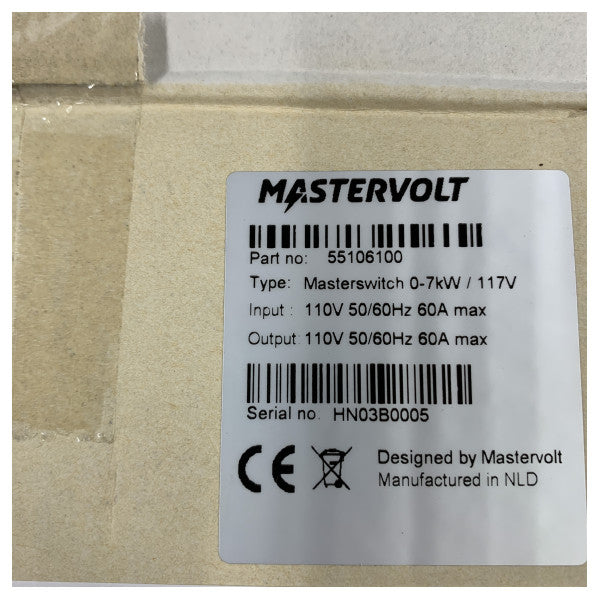 MASTERVOLT
Part no: 55106100
Type: Masterswitch 0-7kW / 117V
Input : 110V 50/60Hz 60A max
Output: 110V 50/60Hz 60A max
Serial no. HN03B0005
CE
Designed by Mastervolt
Manufactured in NLD